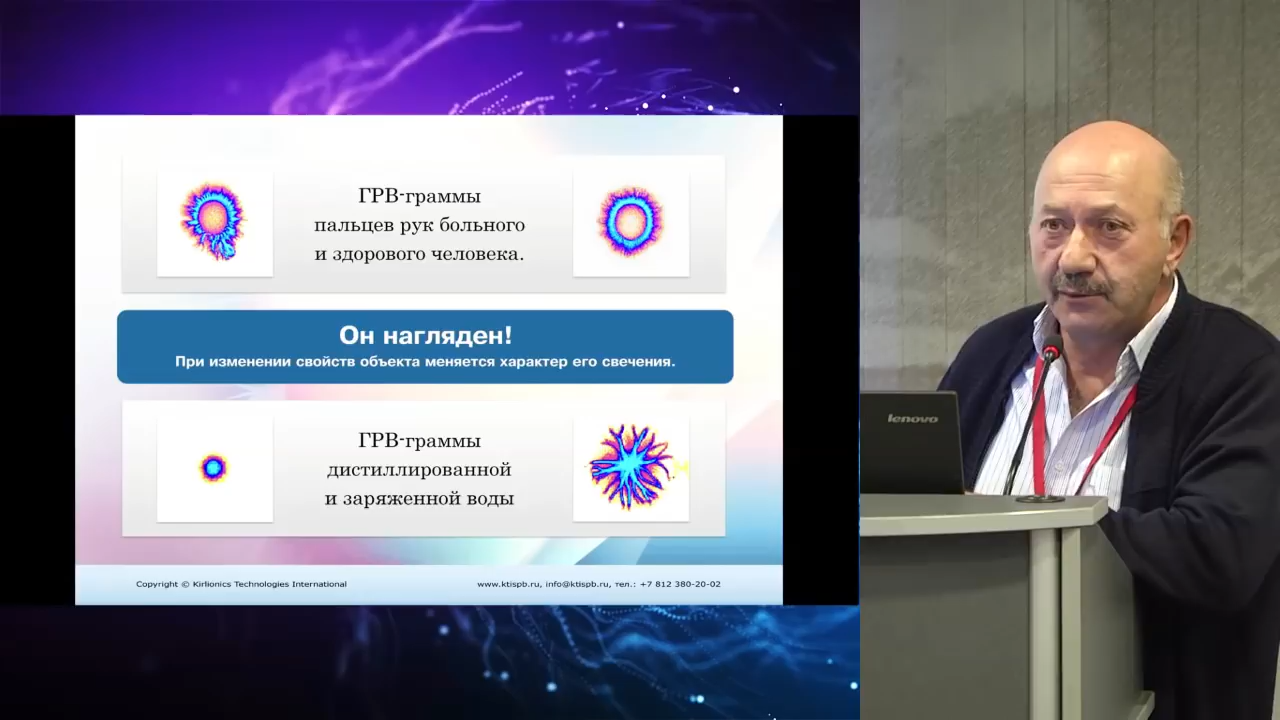 ГРВ-граммы
пальцев рук больного
и здорового человека.
Он нагляден!
При изменении свойств объекта меняется характер его свечения.
ГРВ-граммы
дистиллированной
и заряженной воды
Copyright © Kirlionics Technologies International
www.ktispb.ru, info@ktispb.ru, тел.: +7 812 380-20-02
lenovo